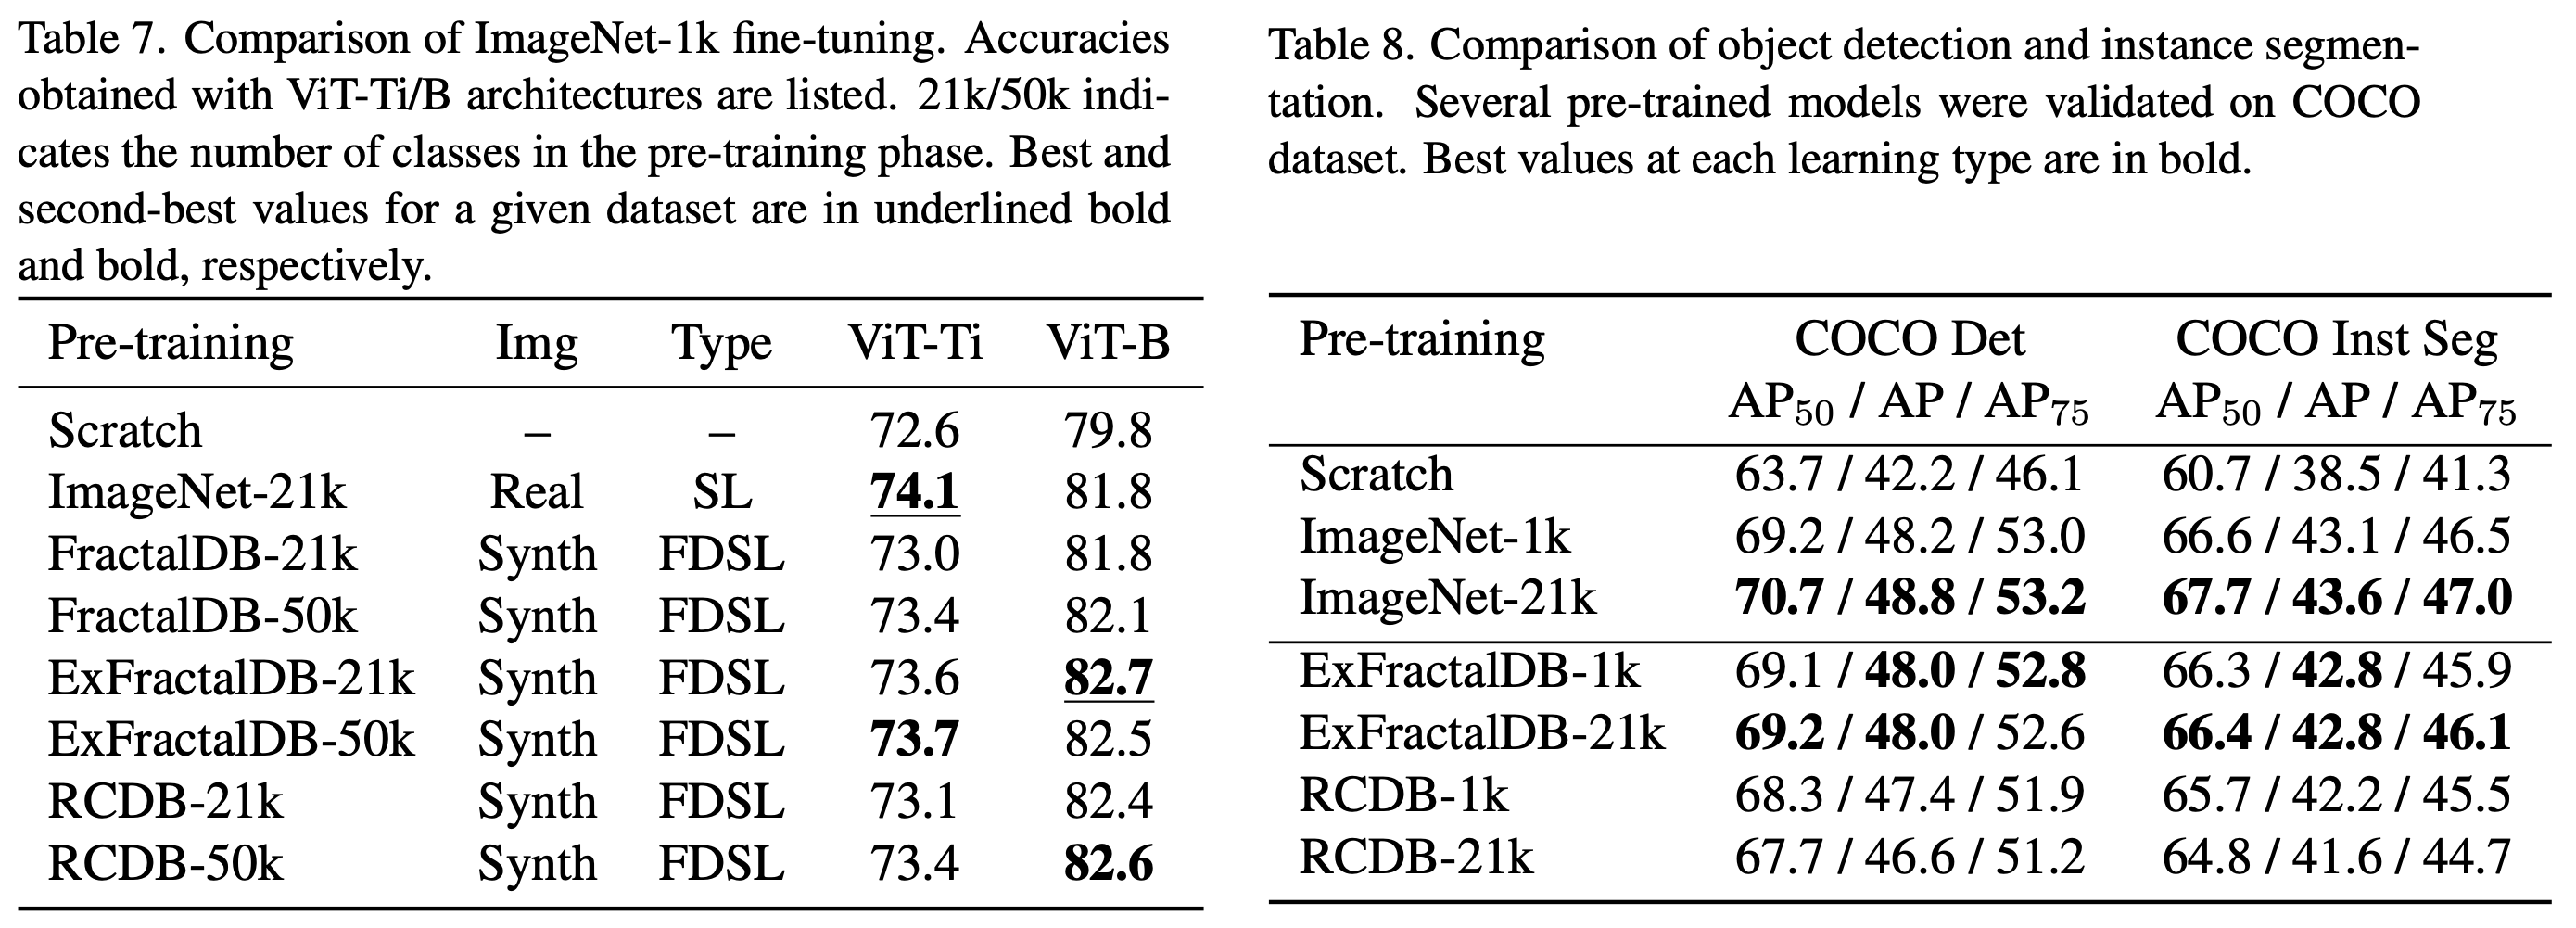 Table 7. Comparison of ImageNet-1k fine-tuning. Accuracies
obtained with ViT-Ti/B architectures are listed. 21k/50k indi-
cates the number of classes in the pre-training phase. Best and
second-best values for a given dataset are in underlined bold
and bold, respectively.
Pre-training Img Type ViT-Ti ViT-B
Scratch – – 72.6 79.8
ImageNet-21k Real SL 74.1 81.8
FractalDB-21k Synth FDSL 73.0 81.8
FractalDB-50k Synth FDSL 73.4 82.1
ExFractalDB-21k Synth FDSL 73.6 82.7
ExFractalDB-50k Synth FDSL 73.7 82.5
RCDB-21k Synth FDSL 73.1 82.4
RCDB-50k Synth FDSL 73.4 82.6
Table 8. Comparison of object detection and instance segmen-
tation. Several pre-trained models were validated on COCO
dataset. Best values at each learning type are in bold.
Pre-training COCO Det COCO Inst Seg
AP50 / AP / AP75 AP50 / AP / AP75
Scratch 63.7 / 42.2 / 46.1 60.7 / 38.5 / 41.3
ImageNet-1k 69.2 / 48.2 / 53.0 66.6 / 43.1 / 46.5
ImageNet-21k 70.7 / 48.8 / 53.2 67.7 / 43.6 / 47.0
ExFractalDB-1k 69.1 / 48.0 / 52.8 66.3 / 42.8 / 45.9
ExFractalDB-21k 69.2 / 48.0 / 52.6 66.4 / 42.8 / 46.1
RCDB-1k 68.3 / 47.4 / 51.9 65.7 / 42.2 / 45.5
RCDB-21k 67.7 / 46.6 / 51.2 64.8 / 41.6 / 44.7